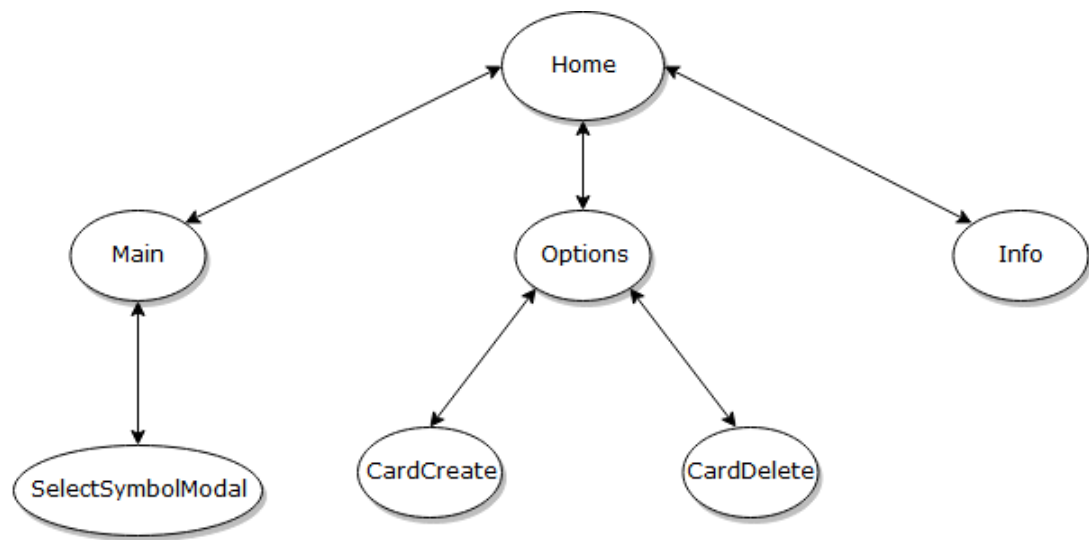 Home
Main
Options
Info
SelectSymbolModal
CardCreate
CardDelete